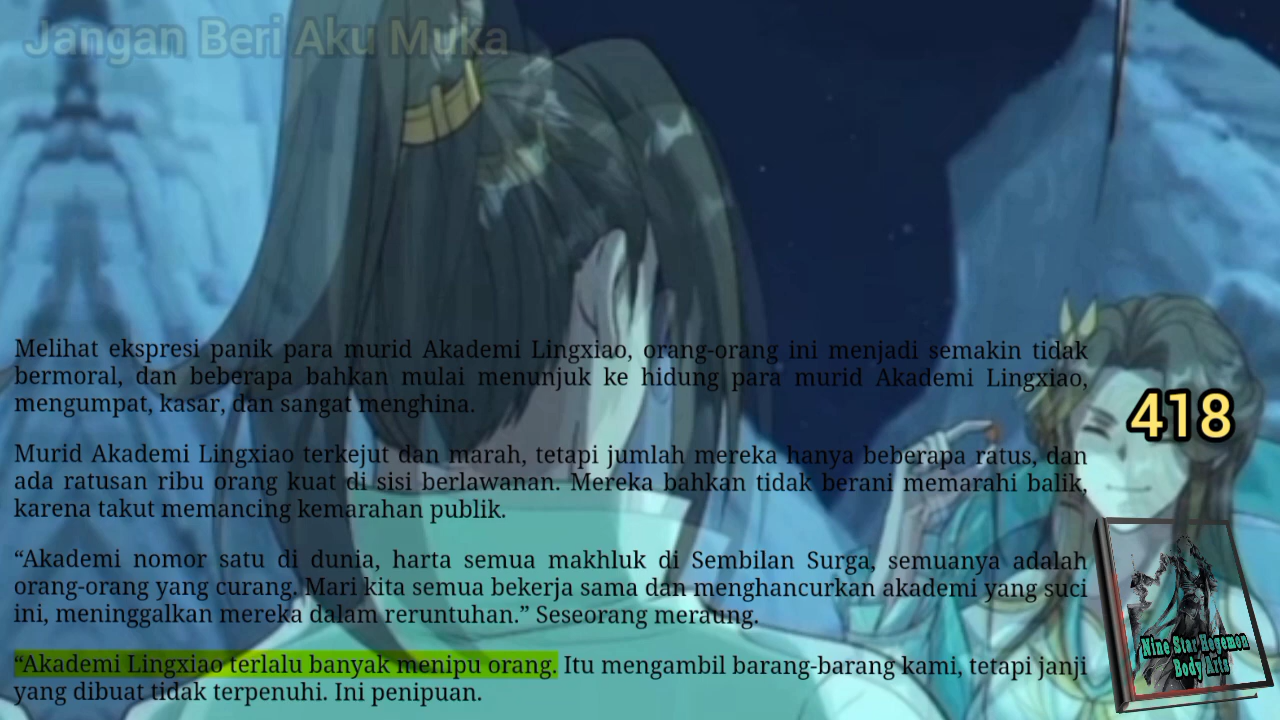 Jangan Beri Aku Muka
Melihat ekspresi panik para murid Akademi Lingxiao, orang-orang ini menjadi semakin tidak
bermoral, dan beberapa bahkan mulai menunjuk ke hidung para murid Akademi Lingxiao,
mengumpat, kasar, dan sangat menghina.
Murid Akademi Lingxiao terkejut dan marah, tetapi jumlah mereka hanya beberapa ratus, dan
ada ratusan ribu orang kuat di sisi berlawanan. Mereka bahkan tidak berani memarahi balik,
karena takut memancing kemarahan publik.
“Akademi nomor satu di dunia, harta semua makhluk di Sembilan Surga, semuanya adalah
orang-orang yang curang. Mari kita semua bekerja sama dan menghancurkan akademi yang suci
ini, meninggalkan mereka dalam reruntuhan.” Seseorang meraung.
“Akademi Lingxiao terlalu banyak menipu orang. Itu mengambil barang-barang kami, tetapi janji
yang dibuat tidak terpenuhi. Ini penipuan.
418
Nine Star Hegemon
Body Arts